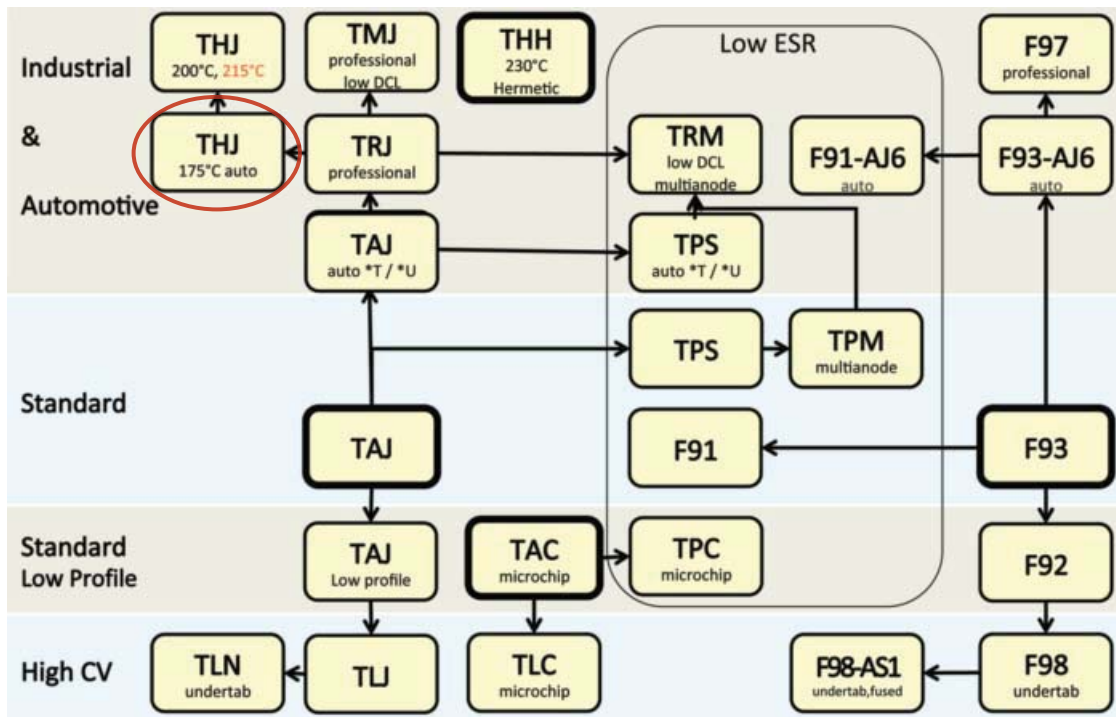 Industrial
&
Automotive
THJ
200°C, 215°C
TMJ
professional
low DCL
THH
230°C
Hermetic
Low ESR
F97
professional
THJ
175°C auto
TRJ
professional
TRM
low DCL
multianode
F91-AJ6
auto
F93-AJ6
auto
TAJ
auto *T / *U
TPS
auto *T / *U
Standard
TPS
TPM
multianode
TAJ
F91
F93
Standard
Low Profile
TAJ
Low profile
TAC
microchip
TPC
microchip
F92
High CV
TLN
undertab
TLJ
TLC
microchip
F98-AS1
undertab,fused
F98
undertab